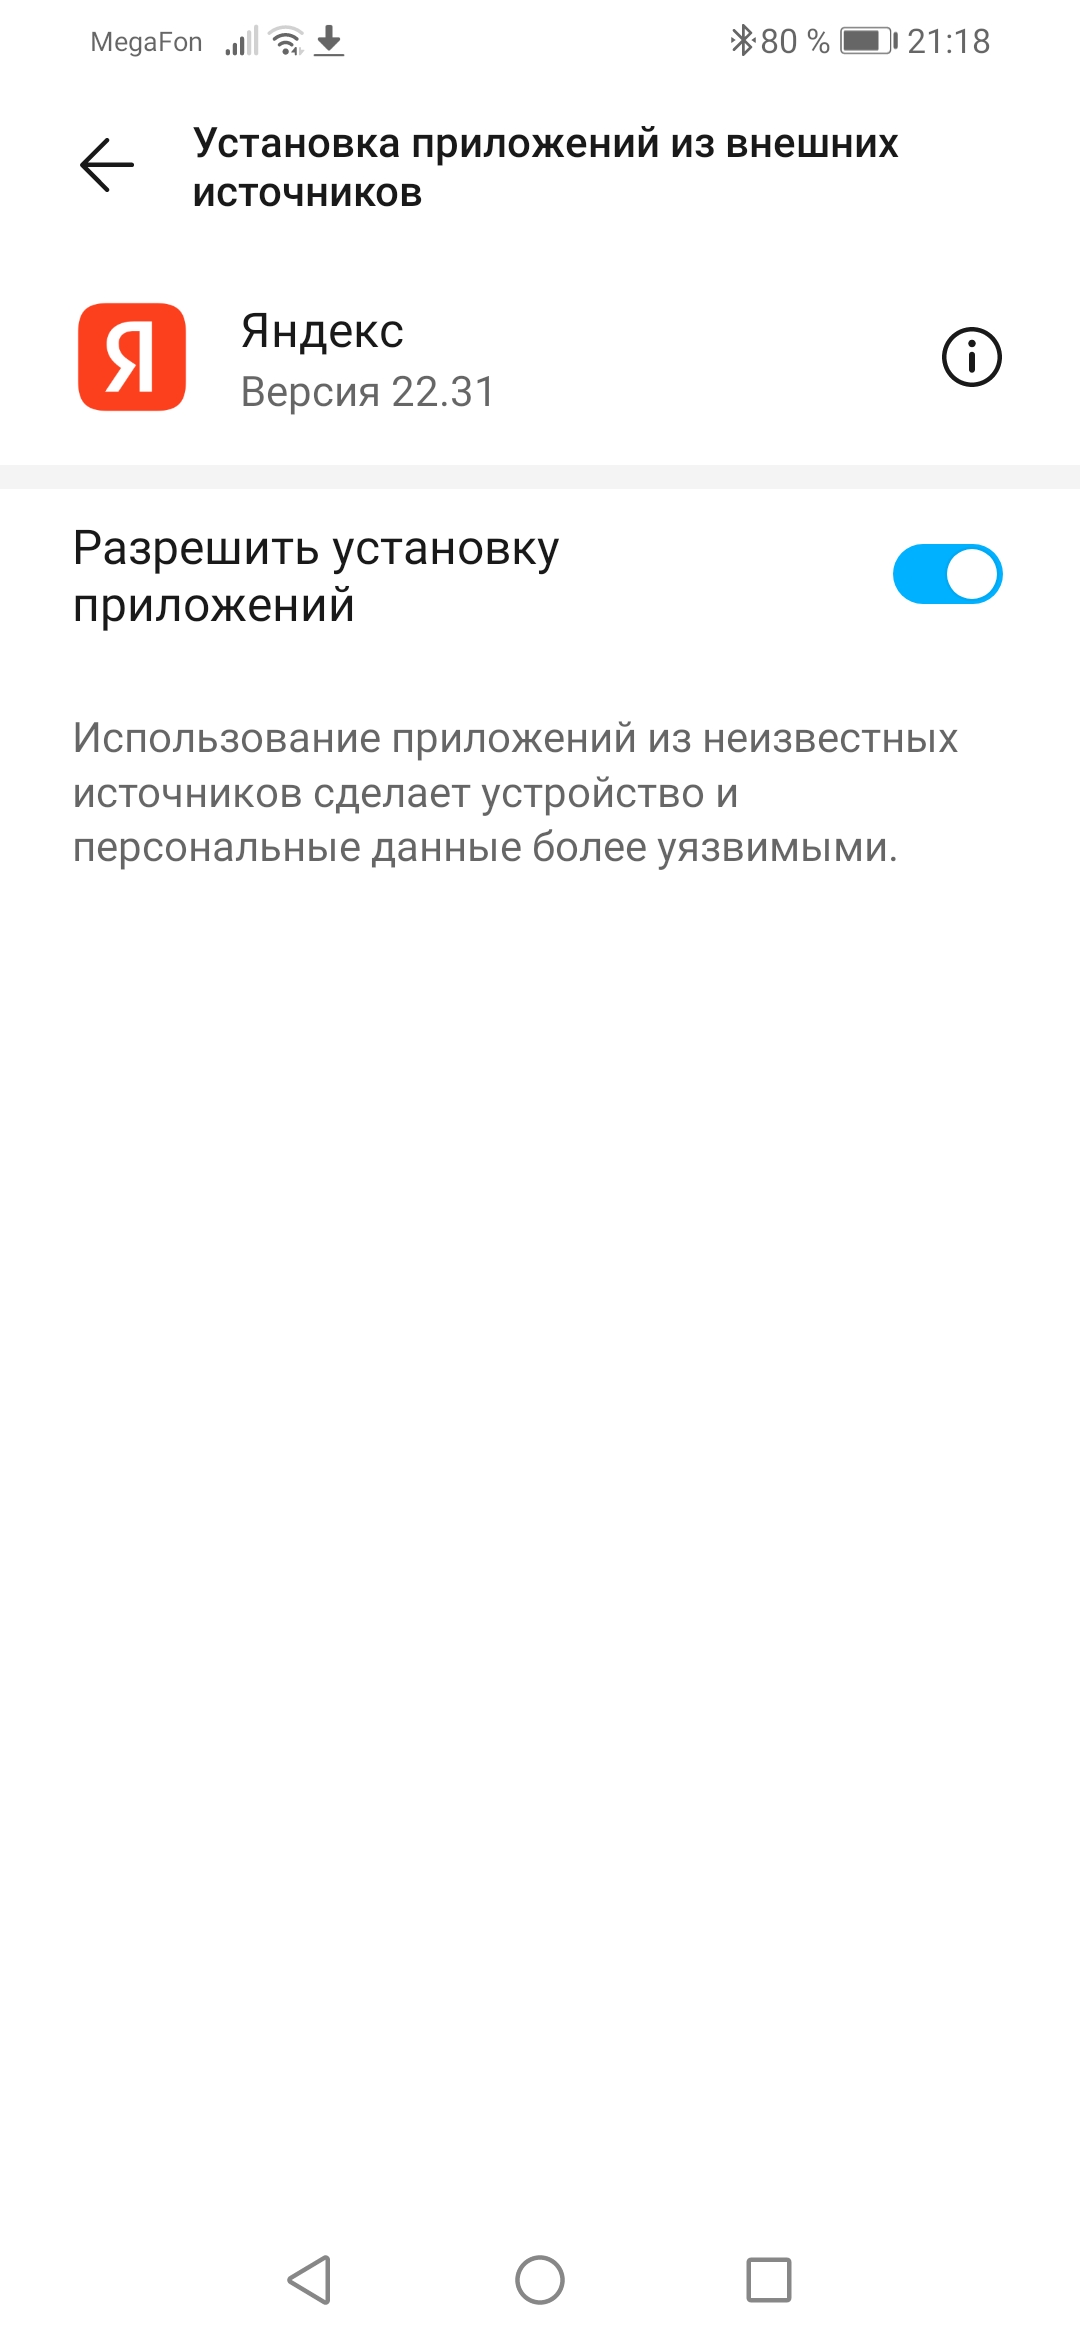 MegaFon 80 % 21:18
Установка приложений из внешних
источников
Я
Яндекс
Версия 22.31
Разрешить установку
приложений
Использование приложений из неизвестных
источников сделает устройство и
персональные данные более уязвимыми.